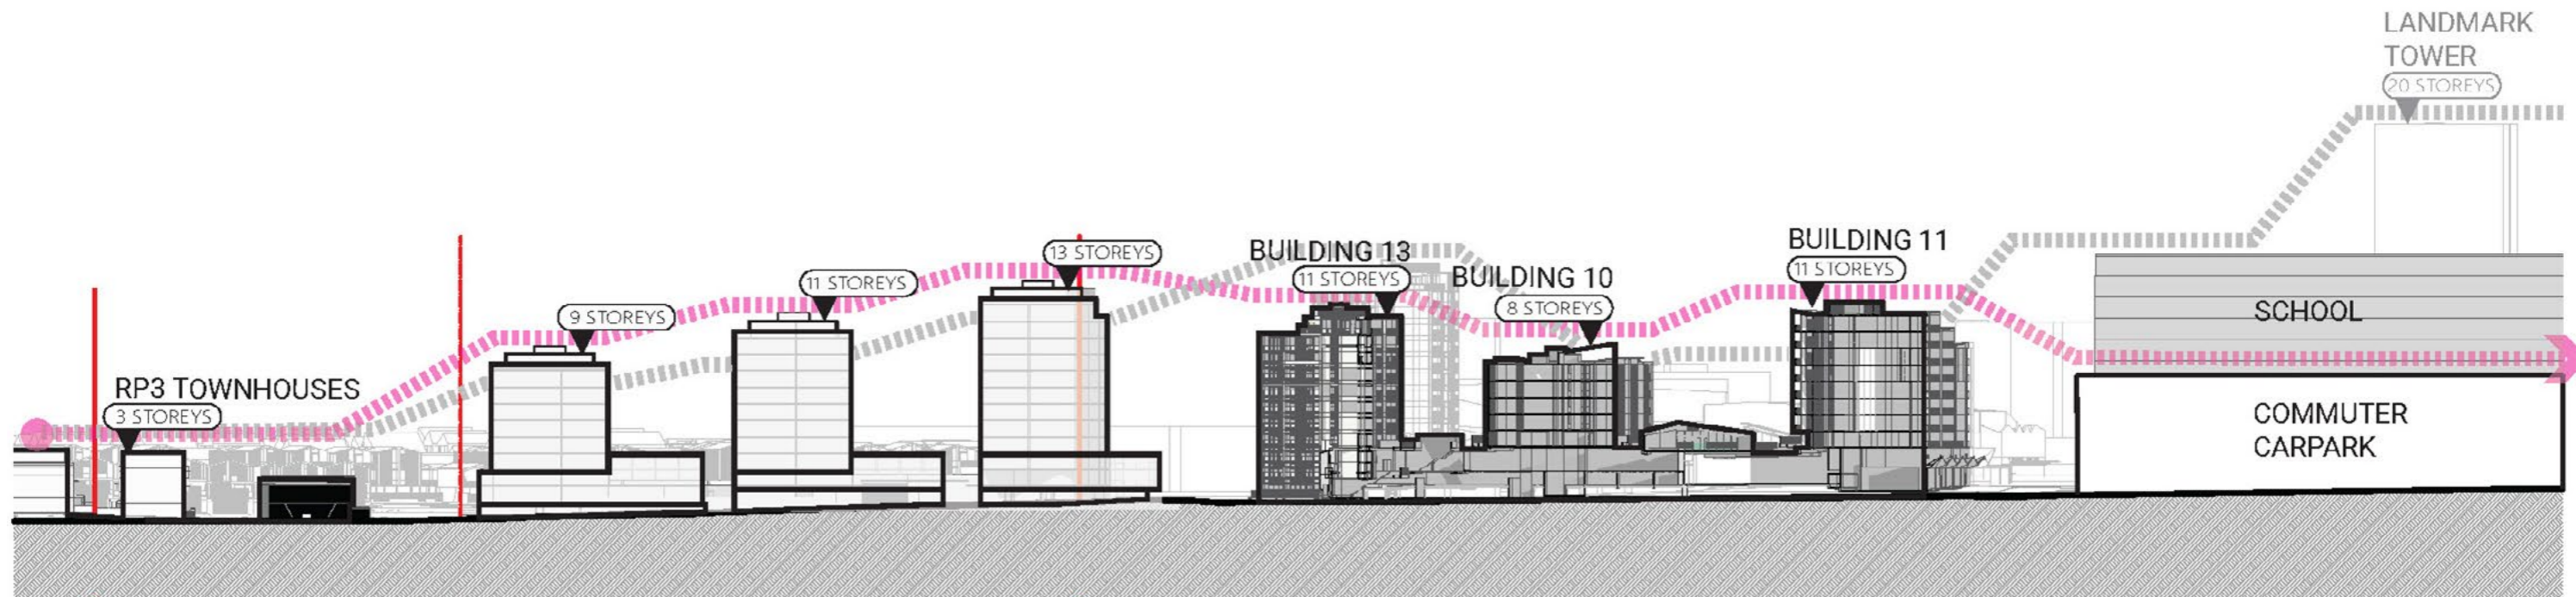 LANDMARK
TOWER
20 STOREYS
RP3 TOWNHOUSES
3 STOREYS
9 STOREYS
11 STOREYS
13 STOREYS
BUILDING 13
11 STOREYS
BUILDING 10
8 STOREYS
BUILDING 11
11 STOREYS
SCHOOL
COMMUTER
CARPARK